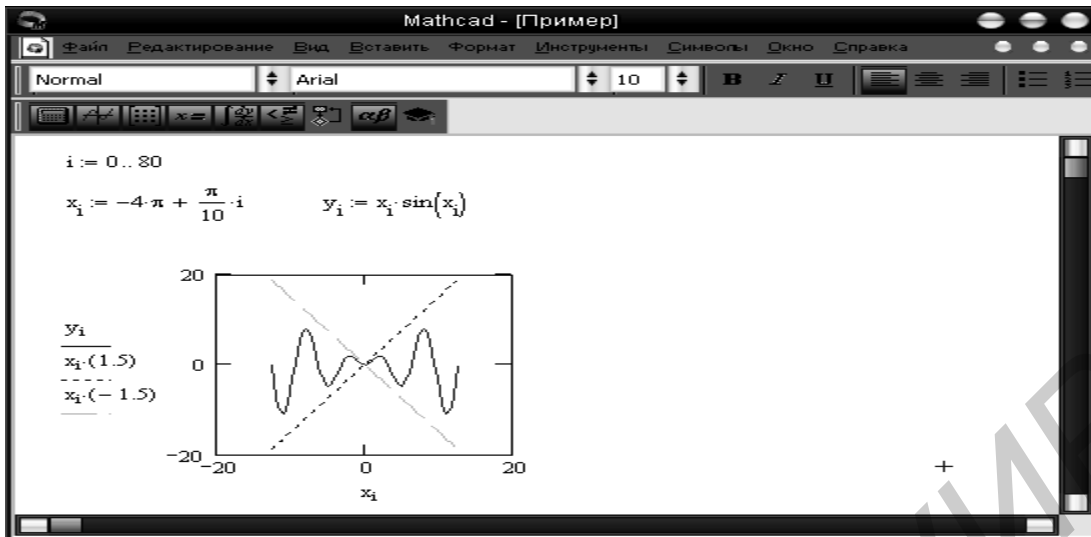 Mathcad - [Пример]
Файл Редактирование Вид Вставить Формат Инструменты Символы Окно Справка
Normal Arial 10 B I U
x = αβ
i := 0.. 80
x_i := −4·π + π/10·i y_i := x_i·sin(x_i)
20
y_i
x_i·(1.5)
0
x_i·(− 1.5)
−20
−20 0 20
x_i